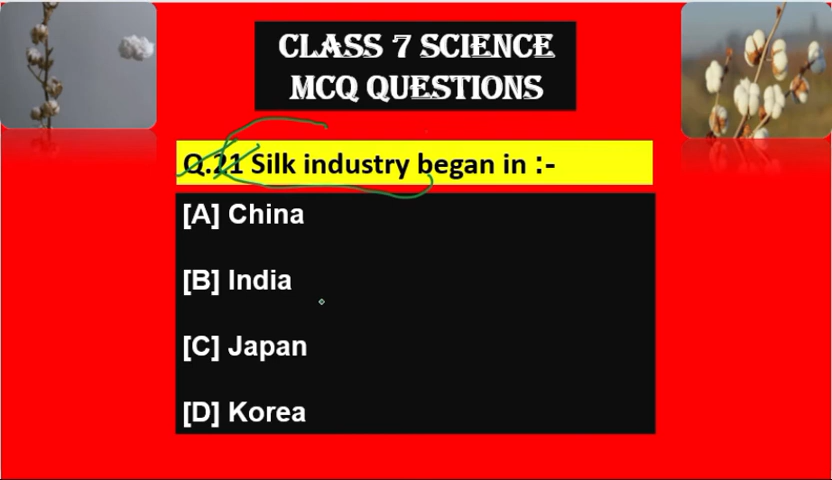 CLASS 7 SCIENCE
MCQ QUESTIONS
Q.21 Silk industry began in :-
[A] China
[B] India
[C] Japan
[D] Korea